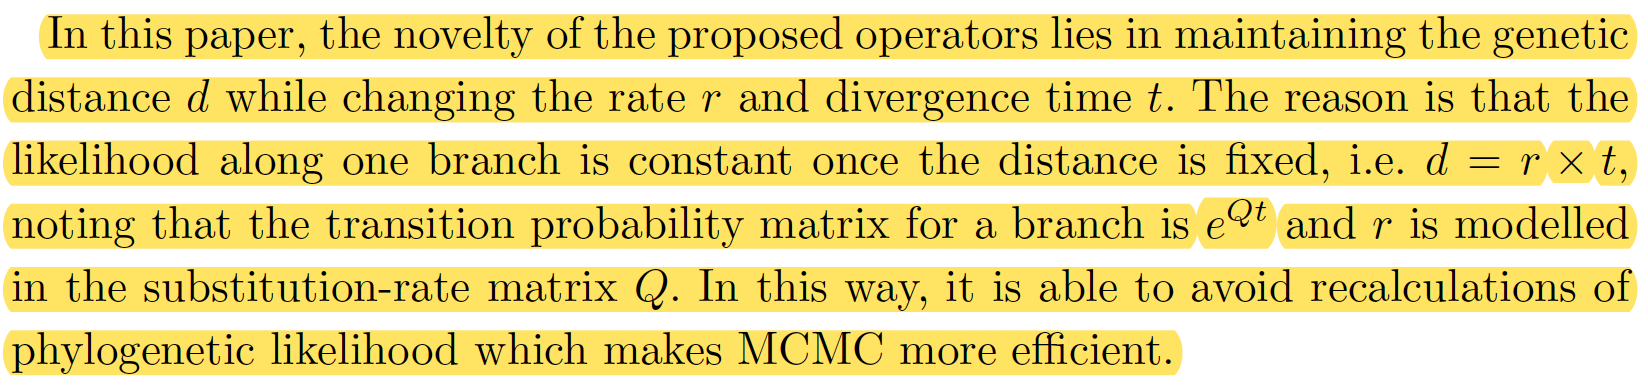 In this paper, the novelty of the proposed operators lies in maintaining the genetic
distance d while changing the rate r and divergence time t. The reason is that the
likelihood along one branch is constant once the distance is fixed, i.e. d = r × t,
noting that the transition probability matrix for a branch is e^{Qt} and r is modelled
in the substitution-rate matrix Q. In this way, it is able to avoid recalculations of
phylogenetic likelihood which makes MCMC more efficient.